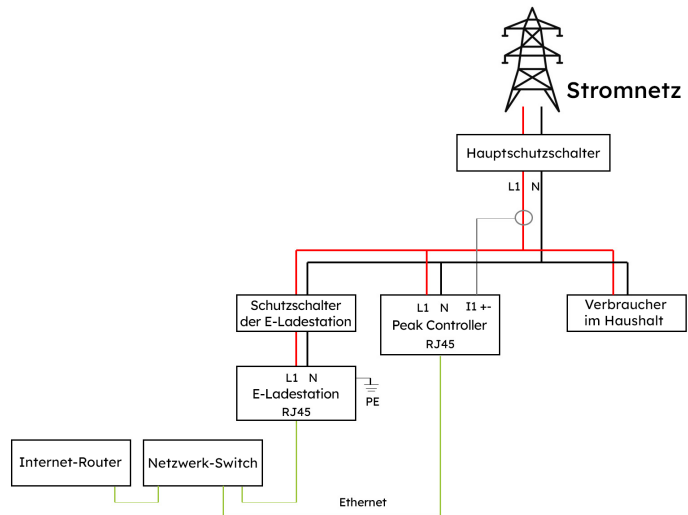 Stromnetz
Hauptschutzschalter
L1 N
Schutzschalter
der E-Ladestation
L1 N I1 +-
Peak Controller
RJ45
Verbraucher
im Haushalt
L1 N
E-Ladestation
RJ45
PE
Internet-Router
Netzwerk-Switch
Ethernet